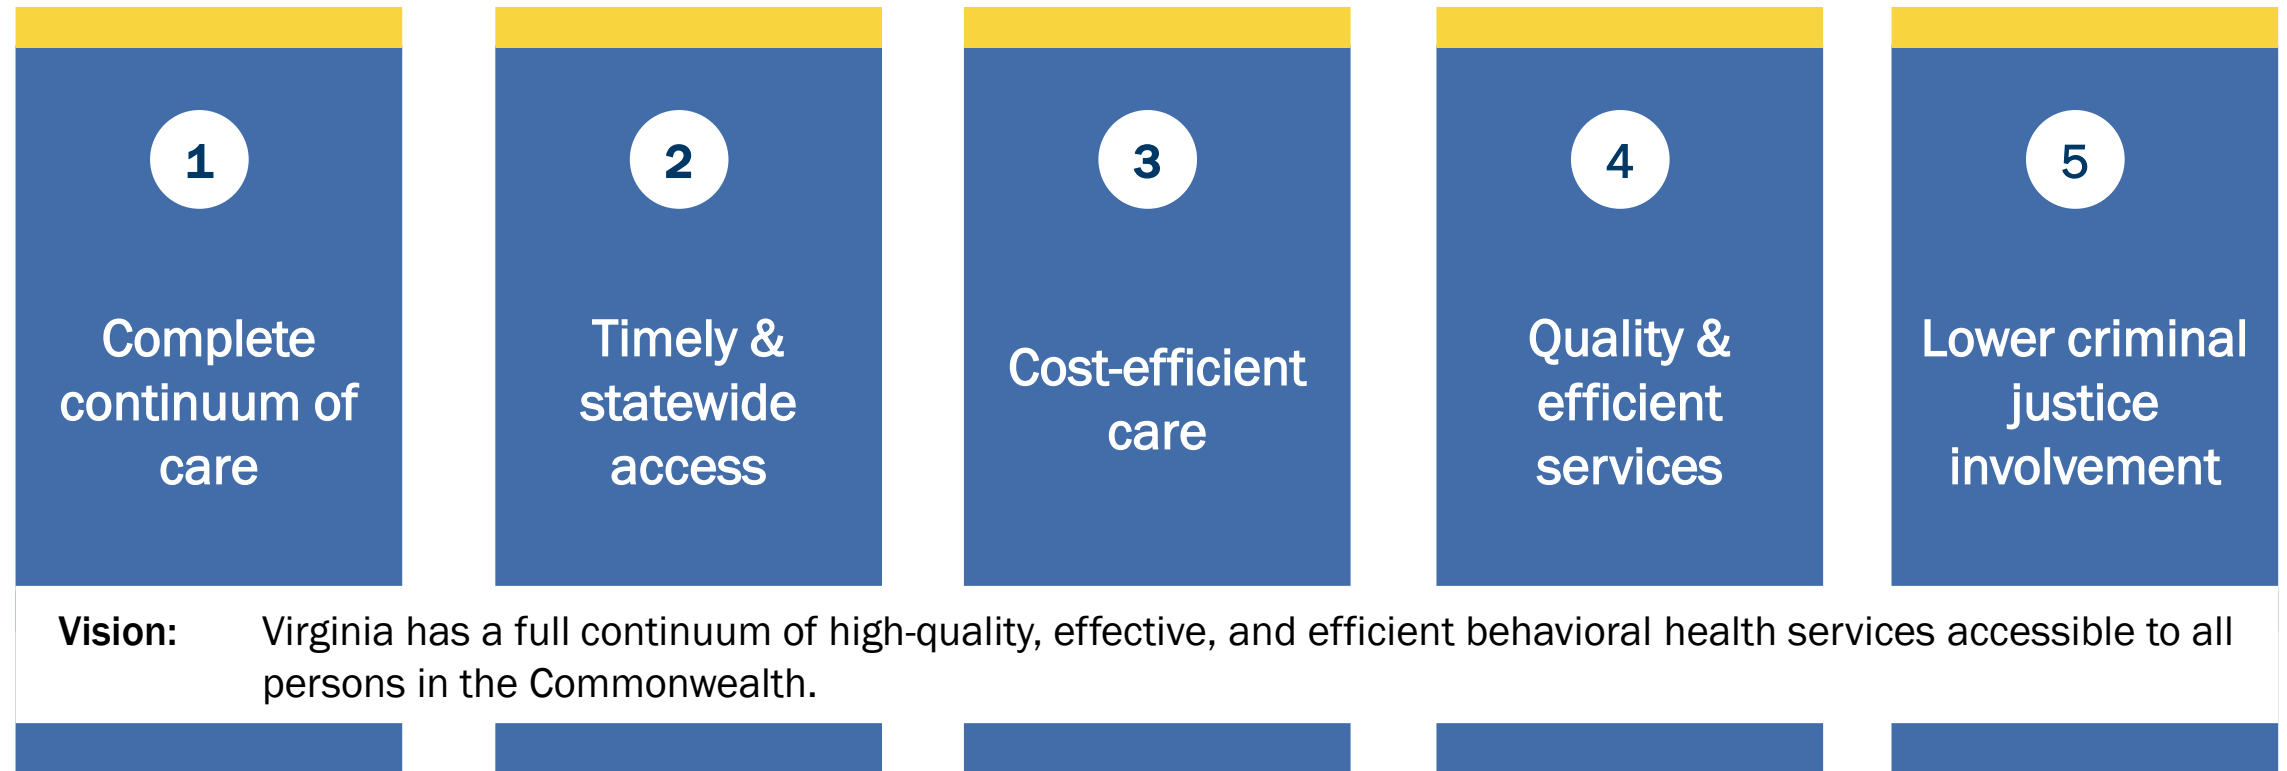 1
Complete
continuum of
care
2
Timely &
statewide
access
3
Cost-efficient
care
4
Quality &
efficient
services
5
Lower criminal
justice
involvement
Vision: Virginia has a full continuum of high-quality, effective, and efficient behavioral health services accessible to all
persons in the Commonwealth.